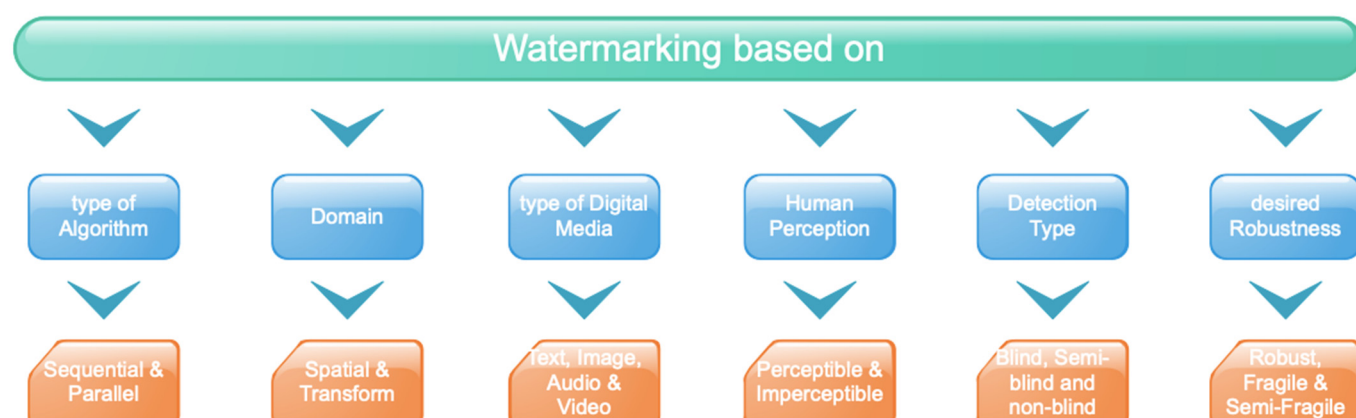 Watermarking based on
type of
Algorithm
Domain
type of Digital
Media
Human
Perception
Detection
Type
desired
Robustness
Sequential &
Parallel
Spatial &
Transform
Text, Image,
Audio &
Video
Perceptible &
Imperceptible
Blind, Semi-
blind and
non-blind
Robust,
Fragile &
Semi-Fragile